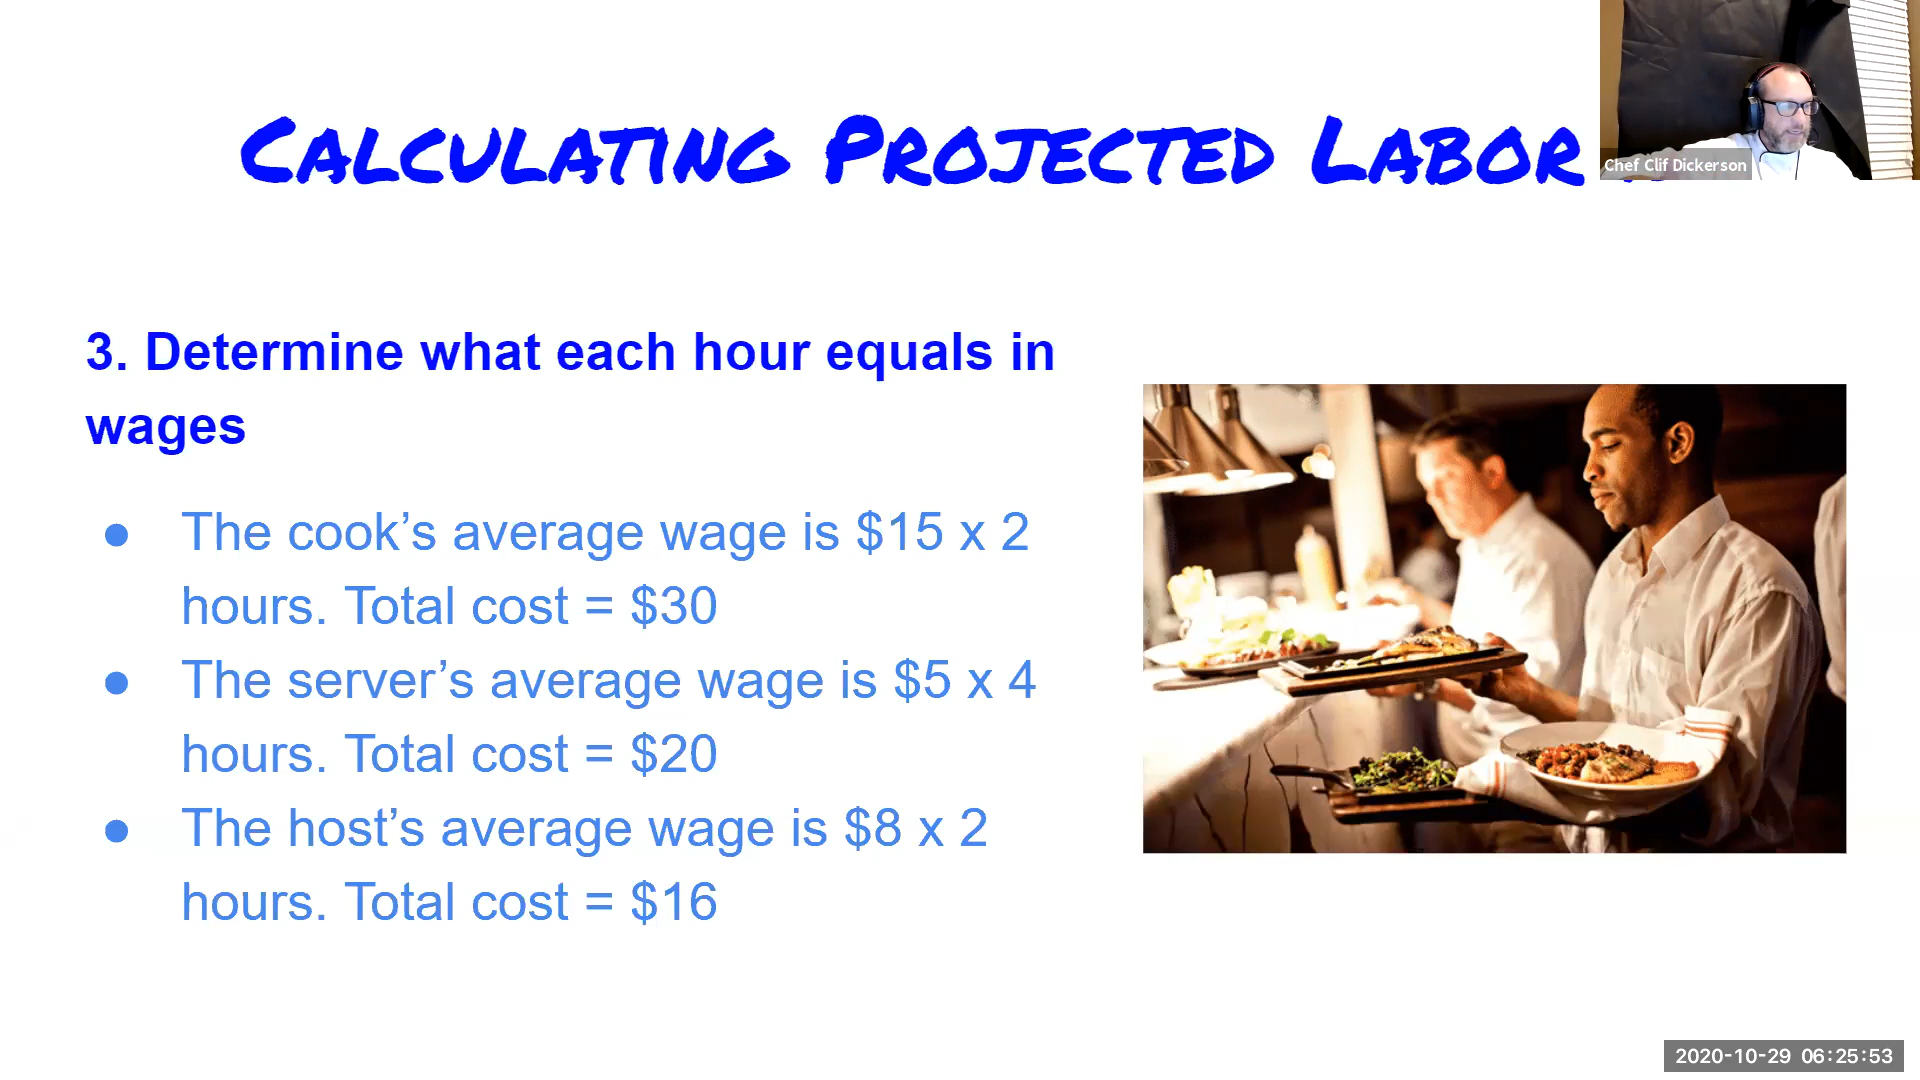 CALCULATING PROJECTED LABOR
Chef Clif Dickerson
3. Determine what each hour equals in
wages
● The cook’s average wage is $15 x 2
hours. Total cost = $30
● The server’s average wage is $5 x 4
hours. Total cost = $20
● The host’s average wage is $8 x 2
hours. Total cost = $16
2020-10-29 06:25:53